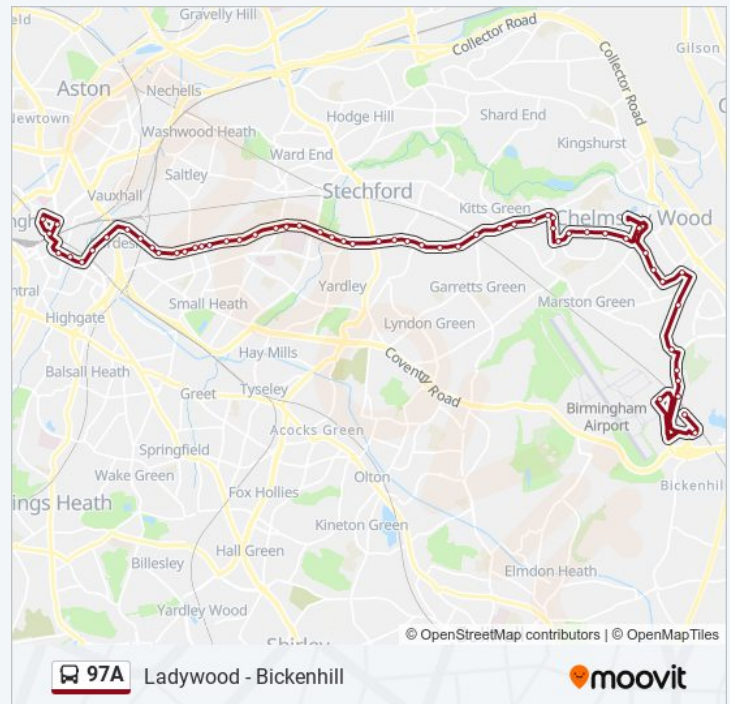 eld
Gravelly Hill
Collector Road
Gilson
Aston
Nechells
Collector Road
Newtown
Hodge Hill
Shard End
Washwood Heath
Kingshurst
Ward End
Saltley
Stechford
Vauxhall
Kitts Green
Chelmsley Wood
Yardley
Garretts Green
Small Heath
Marston Green
Highgate
Lyndon Green
Hay Mills
Balsall Heath
Coventry Road
Tyseley
Greet
Birmingham
Airport
Acocks Green
Springfield
Bickenhil
Olton
Wake Green
Fox Hollies
ings Heath
Kineton Green
Hall Green
Billesley
Elmdon Heath
Yardley Wood
Shirley
© OpenStreetMap contributors | © OpenMapTiles
97A Ladywood - Bickenhill
moovit